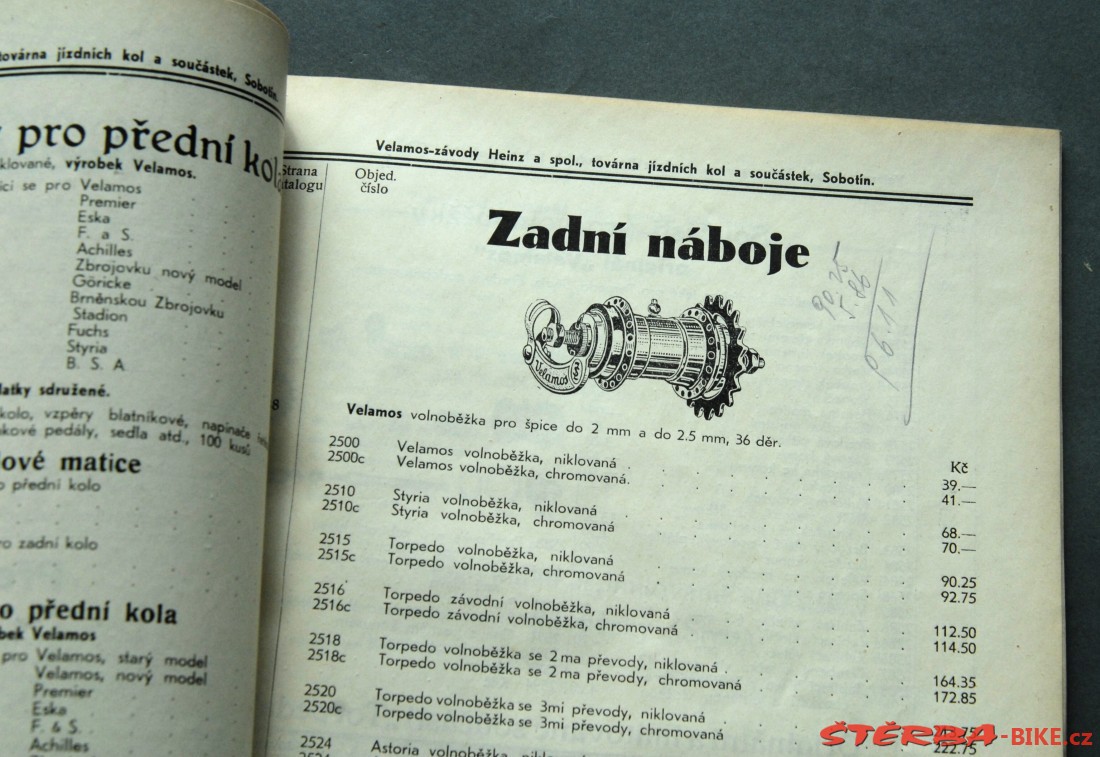 továrna jízdních kol a součástek, Sobotín.
pro přední kol
výrobek Velamos.
se pro Velamos
Premier
Eska
F. a S.
Achilles
Zbrojovku nový model
Göricke
Brněnskou Zbrojovku
Stadion
Fuchs
Styria
B. S. A
sdružené.
kolo, vzpěry blatníkové, napínače
pedály, sedla atd., 100 kusů
matice
přední kolo
zadní kolo
přední kola
Velamos
pro Velamos, starý model
Velamos, nový model
Premier
Eska
F. & S.
Achilles
Velamos-závody Heinz a spol., továrna jízdních kol a součástek, Sobotín.
Strana
Objed.
číslo
Zadní náboje
90.25
5.86
Velamos
8
Velamos volnoběžka pro špice do 2 mm a do 2.5 mm, 36 děr.
Kč
2500 Velamos volnoběžka, niklovaná 39.—
2500c Velamos volnoběžka, chromovaná. 41.—
2510 Styria volnoběžka, niklovaná 68.—
2510c Styria volnoběžka, chromovaná 70.—
2515 Torpedo volnoběžka, niklovaná 90.25
2515c Torpedo volnoběžka, chromovaná 92.75
2516 Torpedo závodní volnoběžka, niklovaná 112.50
2516c Torpedo závodní volnoběžka, chromovaná 114.50
2518 Torpedo volnoběžka se 2ma převody, niklovaná 164.35
2518c Torpedo volnoběžka se 2ma převody, chromovaná 172.85
2520 Torpedo volnoběžka se 3mi převody, niklovaná
2520c Torpedo volnoběžka se 3mi převody, chromovaná 222.75
2524 Astoria volnoběžka,
ŠTĚRBA-BIKE.cz